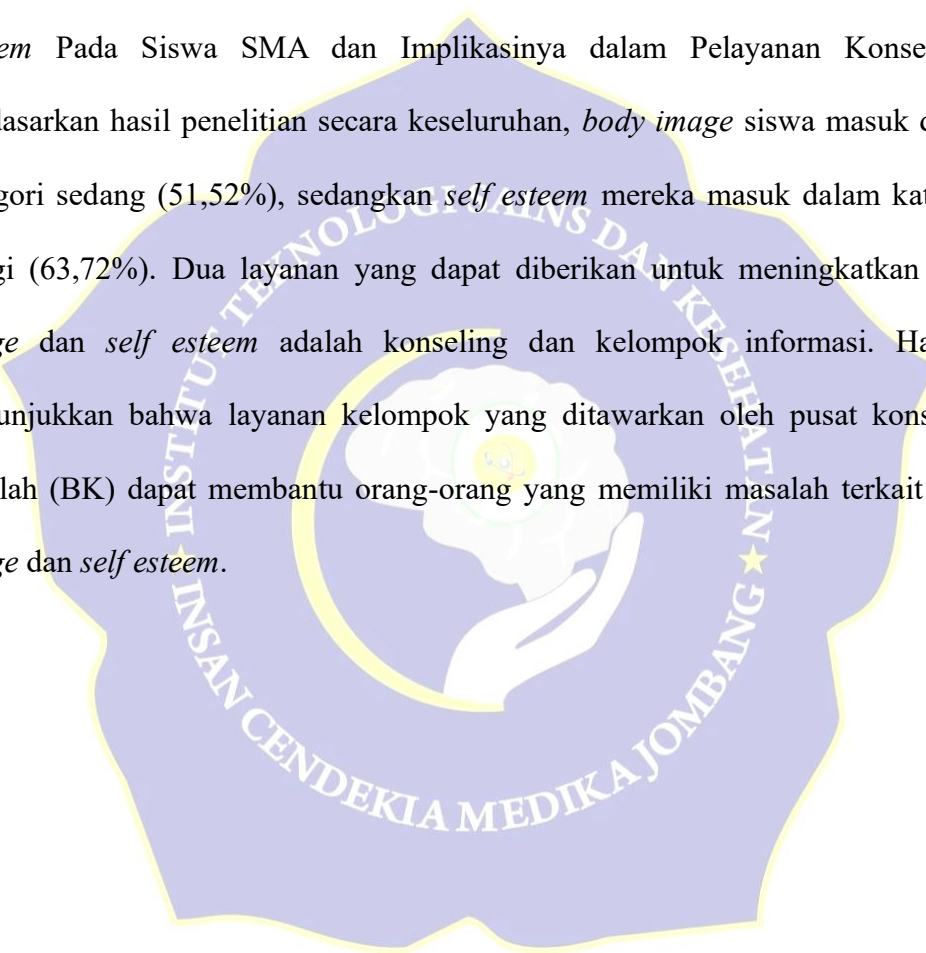 em Pada Siswa SMA dan Implikasinya dalam Pelayanan Konse
dasarkan hasil penelitian secara keseluruhan, body image siswa masuk d
gori sedang (51,52%), sedangkan self esteem mereka masuk dalam kat
gi (63,72%). Dua layanan yang dapat diberikan untuk meningkatkan
ge dan self esteem adalah konseling dan kelompok informasi. Ha
unjukkan bahwa layanan kelompok yang ditawarkan oleh pusat kons
lah (BK) dapat membantu orang-orang yang memiliki masalah terkait
ge dan self esteem.
INSTITUT TEKNOLOGI SAINS DAN KESEHATAN
INSAN CENDEKIA MEDIKA JOMBANG